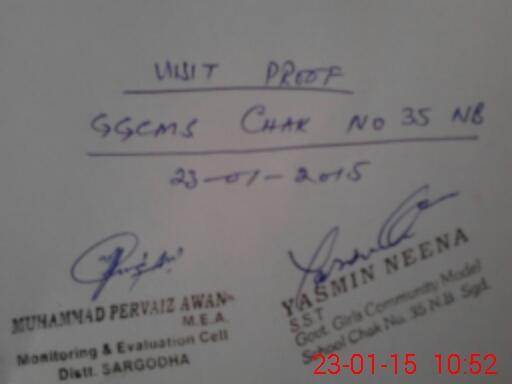 VISIT PROOF
GGCMS CHAK NO 35 NB
23-01-2015
MUHAMMAD PERVAIZ AWAN
M.E.A.
Monitoring & Evaluation Cell
Distt. SARGODHA
YASMIN NEENA
S.S.T
Govt. Girls Community Model
School Chak No. 35 N.B. Sgd.
23-01-15 10:52